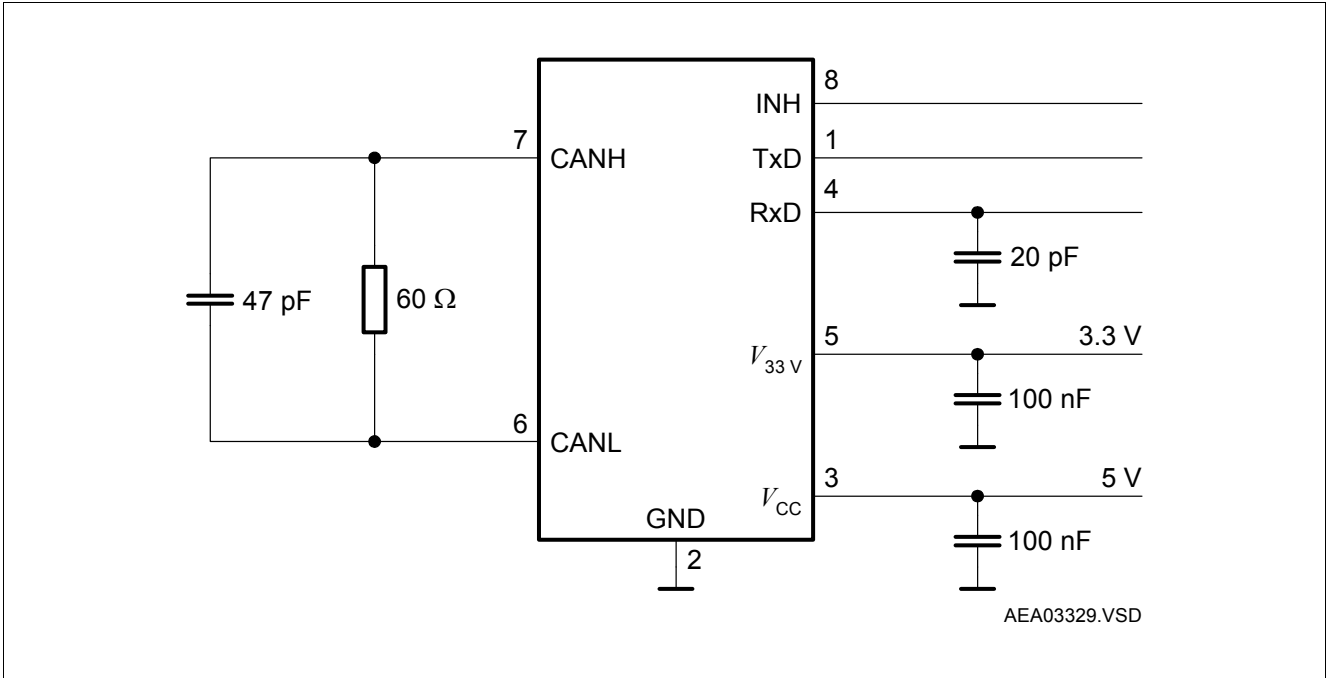 8
INH
7
CANH
1
TxD
4
RxD
20 pF
47 pF
60 Ω
5
3.3 V
V33 V
100 nF
6
CANL
3
5 V
VCC
GND
100 nF
2
AEA03329.VSD